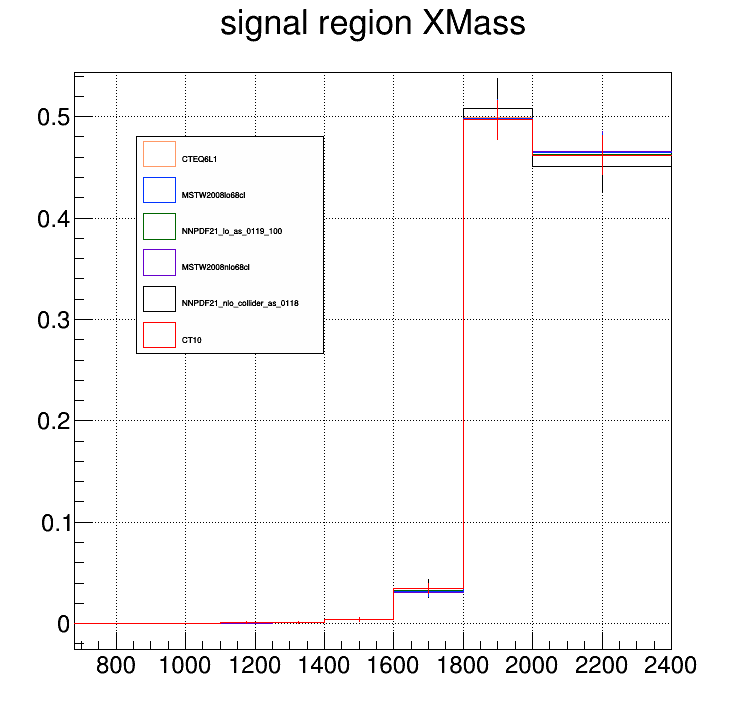 signal region XMass
0.5
0.4
0.3
0.2
0.1
0
CTEQ6L1
MSTW2008lo68cl
NNPDF21_lo_as_0119_100
MSTW2008nlo68cl
NNPDF21_nlo_collider_as_0118
CT10
800 1000 1200 1400 1600 1800 2000 2200 2400